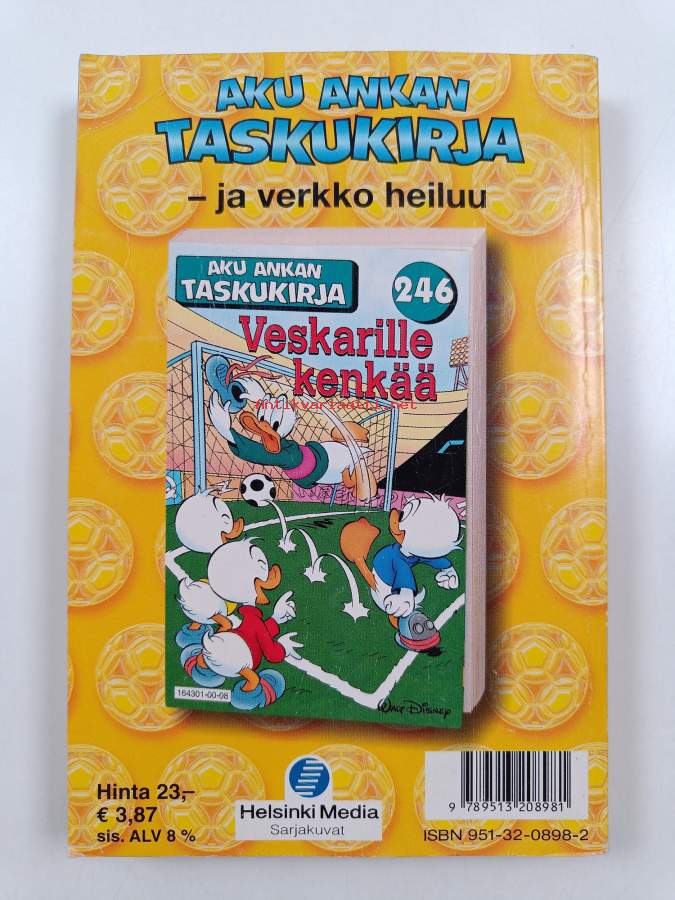 AKU ANKAN
TASKUKIRJA
– ja verkko heiluu
AKU ANKAN
TASKUKIRJA
246
Veskarille
kenkää
antikvariaatti.net
164301-00-08
WALT DISNEY
Hinta 23,–
€ 3,87
sis. ALV 8 %
Helsinki Media
Sarjakuvat
9 789513 208981
ISBN 951-32-0898-2